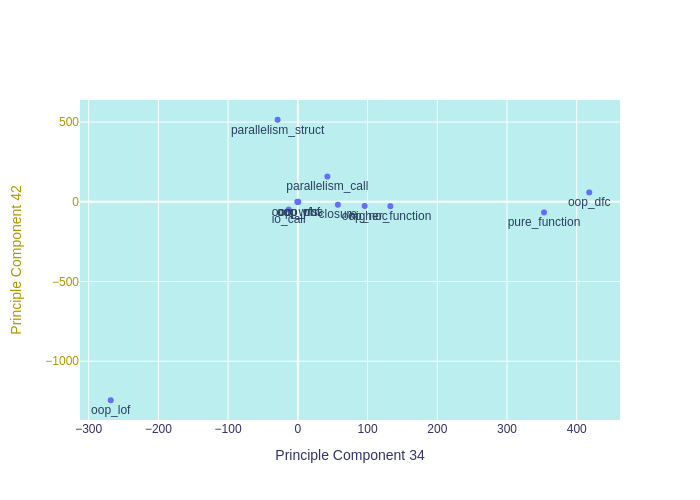 500
0
−500
−1000
Principle Component 42
parallelism_struct
parallelism_call
oop_dfc
pure_function
io_call
oop_lof
−300
−200
−100
0
100
200
300
400
Principle Component 34